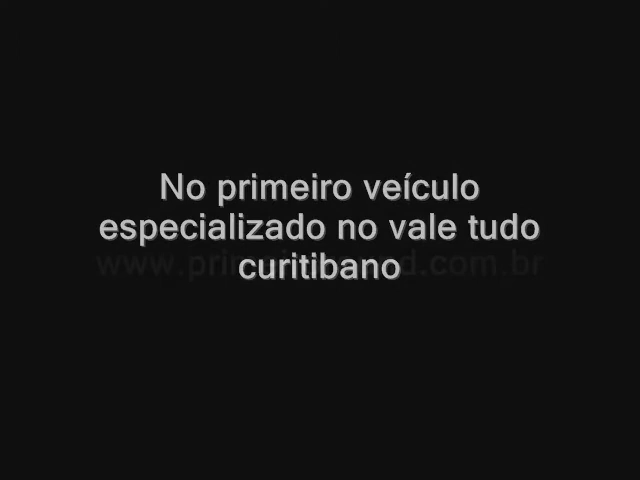 No primeiro veículo
especializado no vale tudo
curitibano